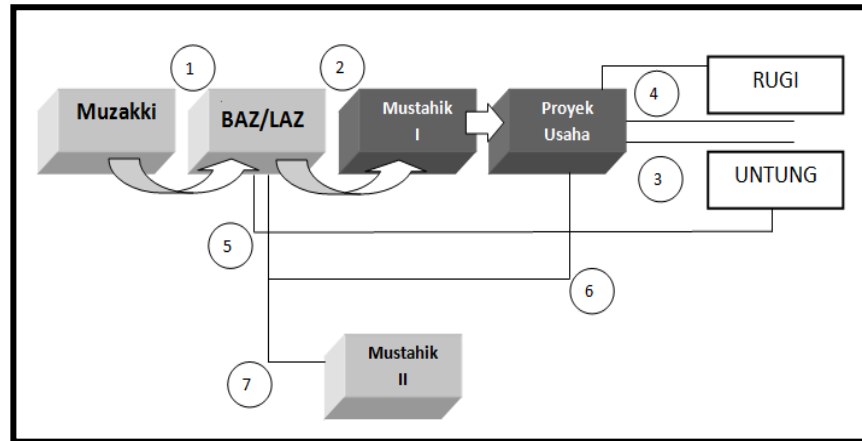 1
2
Muzakki
BAZ/LAZ
Mustahik
I
Proyek
Usaha
4
RUGI
3
UNTUNG
5
6
7
Mustahik
II